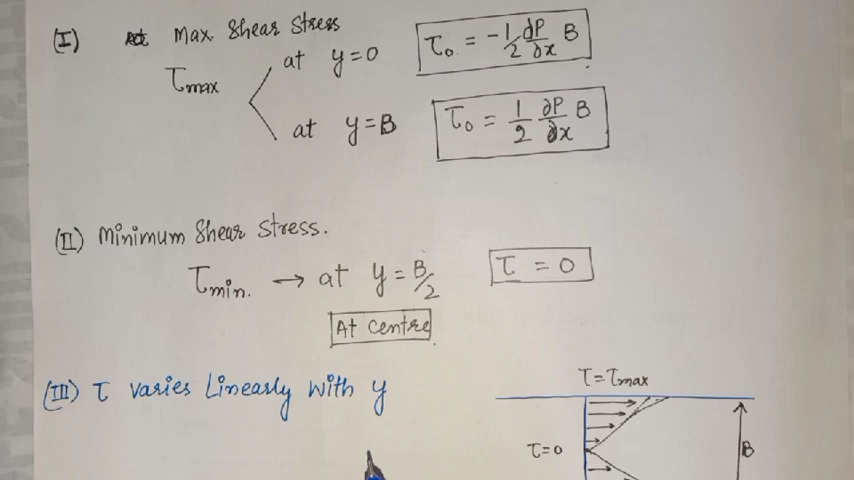 (I) Max. Shear Stress
τmax at y=0 τ₀ = -1/2 ∂P/∂x B
at y=B τ₀ = 1/2 ∂P/∂x B
(II) Minimum Shear Stress.
τmin. → at y = B/2 τ = 0
At Centre
(III) τ varies Linearly with y
τ=τmax
τ=0
B